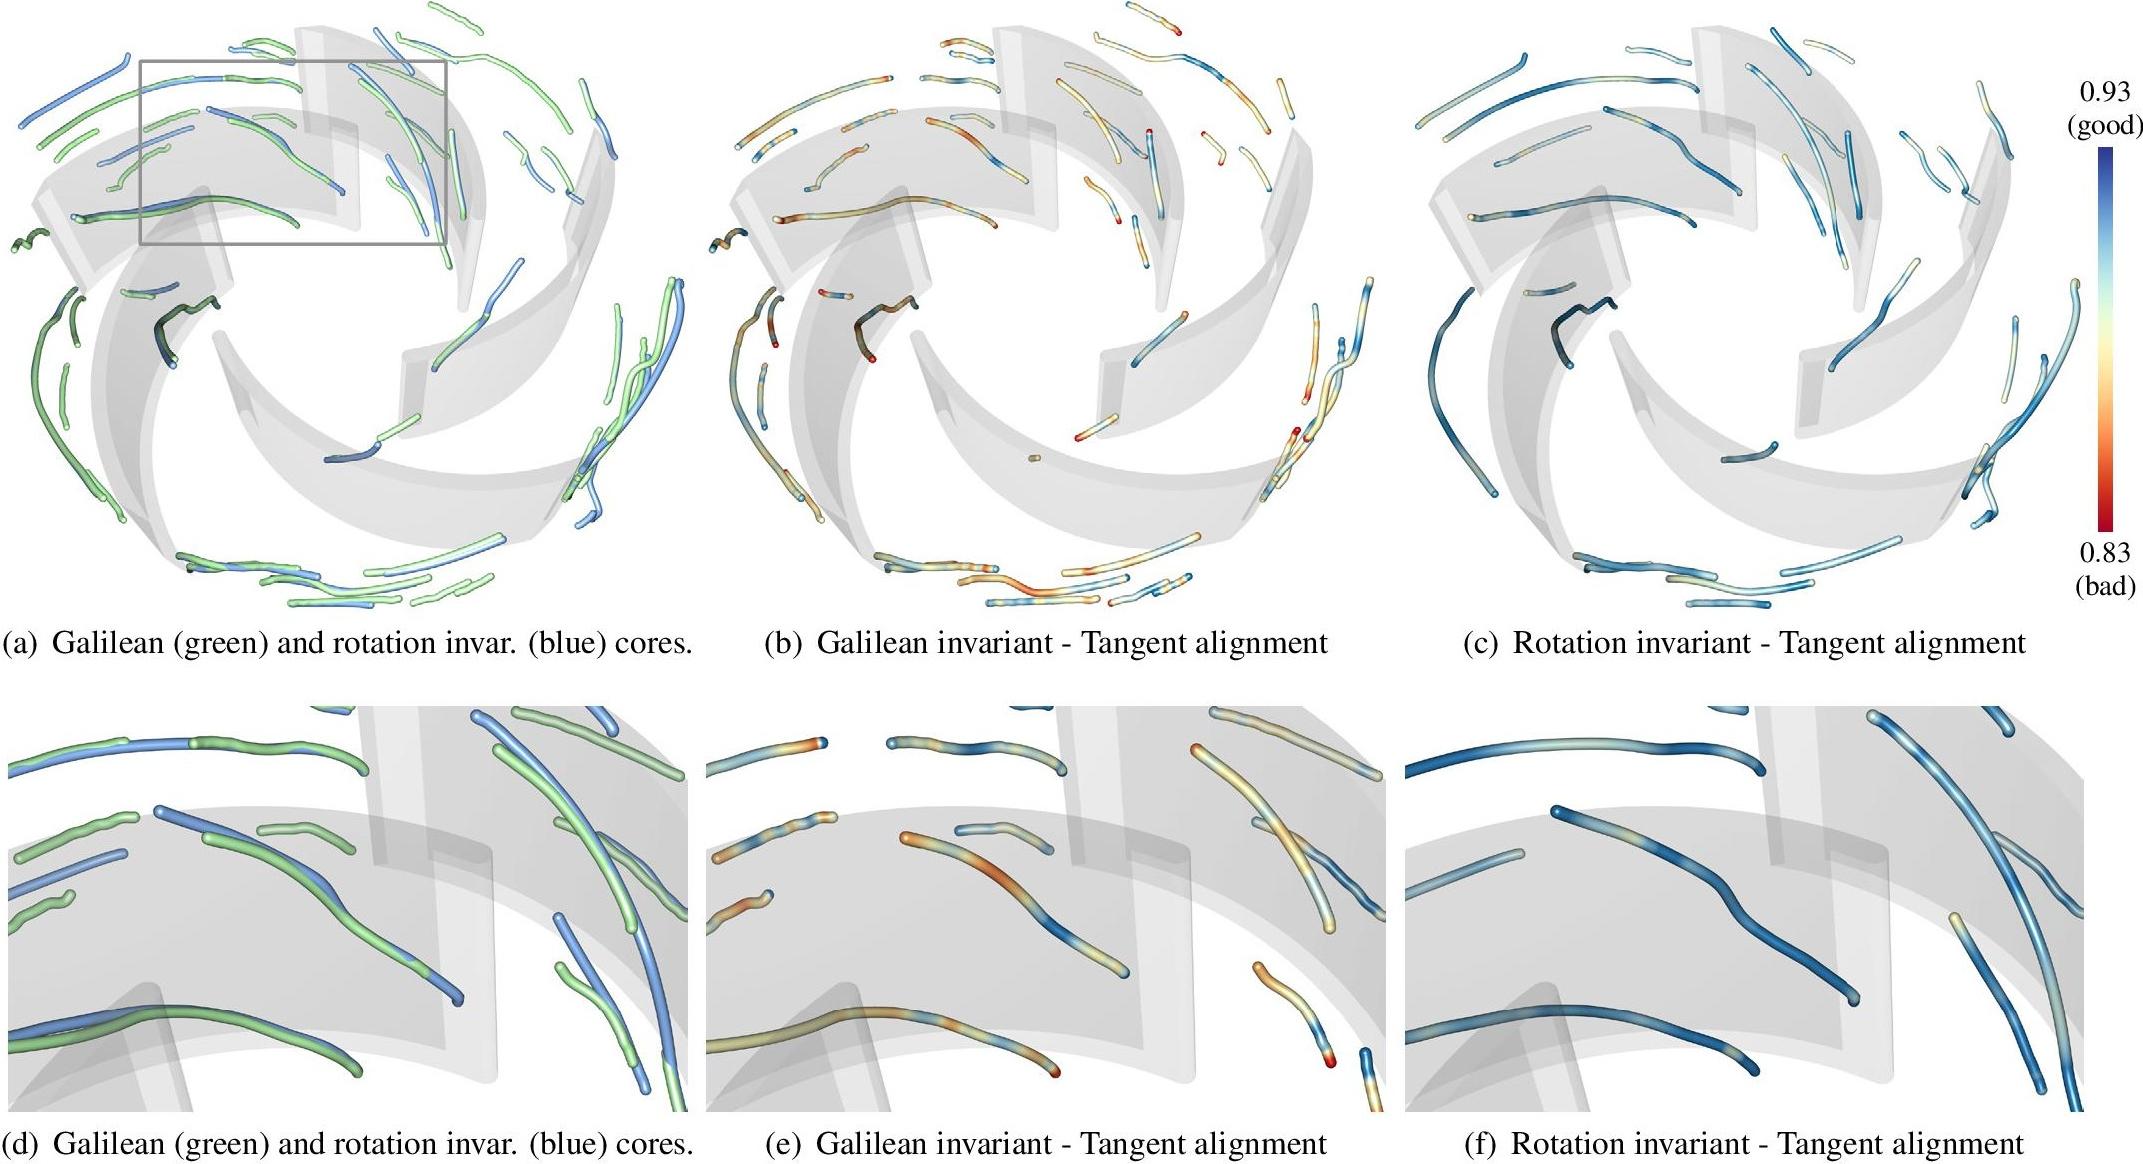 0.93
(good)
0.83
(bad)
(a) Galilean (green) and rotation invar. (blue) cores.
(b) Galilean invariant - Tangent alignment
(c) Rotation invariant - Tangent alignment
(d) Galilean (green) and rotation invar. (blue) cores.
(e) Galilean invariant - Tangent alignment
(f) Rotation invariant - Tangent alignment